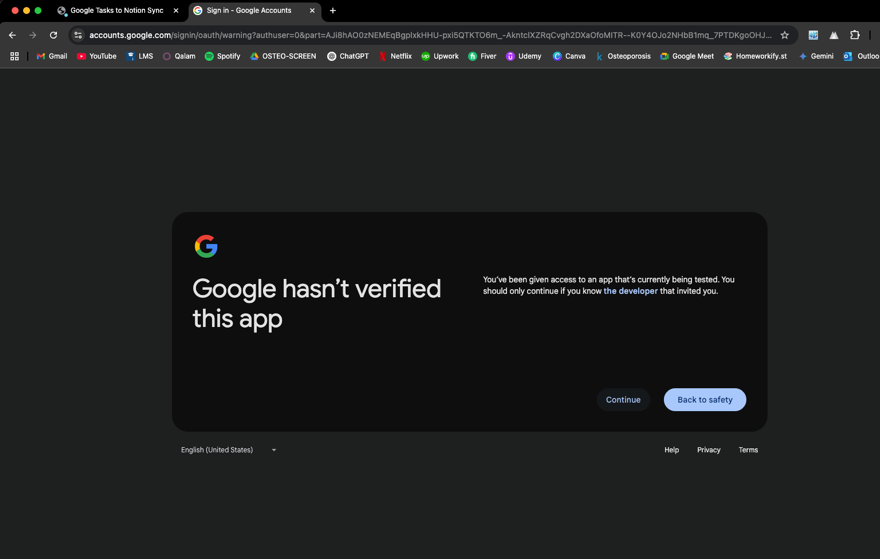 Google Tasks to Notion Sync
Sign in - Google Accounts
accounts.google.com/signin/oauth/warning?authuser=0&part=AJi8hAO0zNEMEqBgplxkHHU-pxi5QTKTO6m_-AkntclXZRqCvgh2DXaOfoMITR--K0Y4OJo2NHbB1mq_7PTDKgoOHJ...
Gmail YouTube LMS Qalam Spotify OSTEO-SCREEN ChatGPT Netflix Upwork Fiver Udemy Canva Osteoporosis Google Meet Homeworkify.st Gemini Outloo
Google hasn't verified
this app
You've been given access to an app that's currently being tested. You
should only continue if you know the developer that invited you.
Continue Back to safety
English (United States) Help Privacy Terms